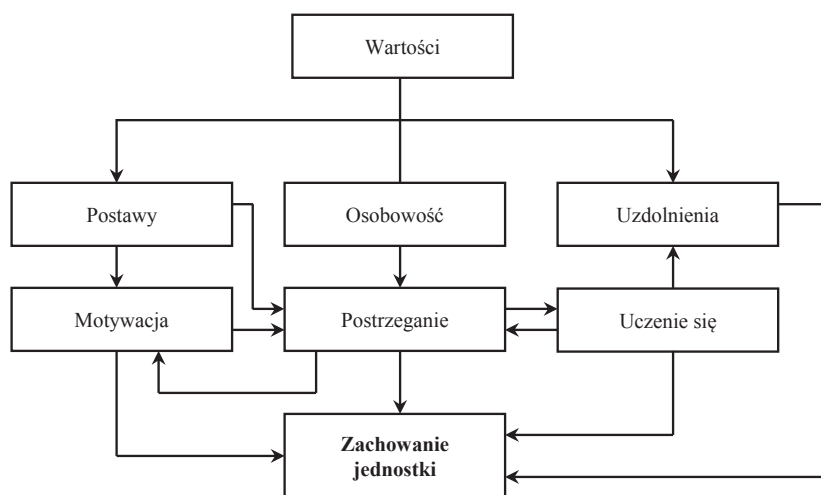 Wartości
Postawy
Osobowość
Uzdolnienia
Motywacja
Postrzeganie
Uczenie się
Zachowanie
jednostki